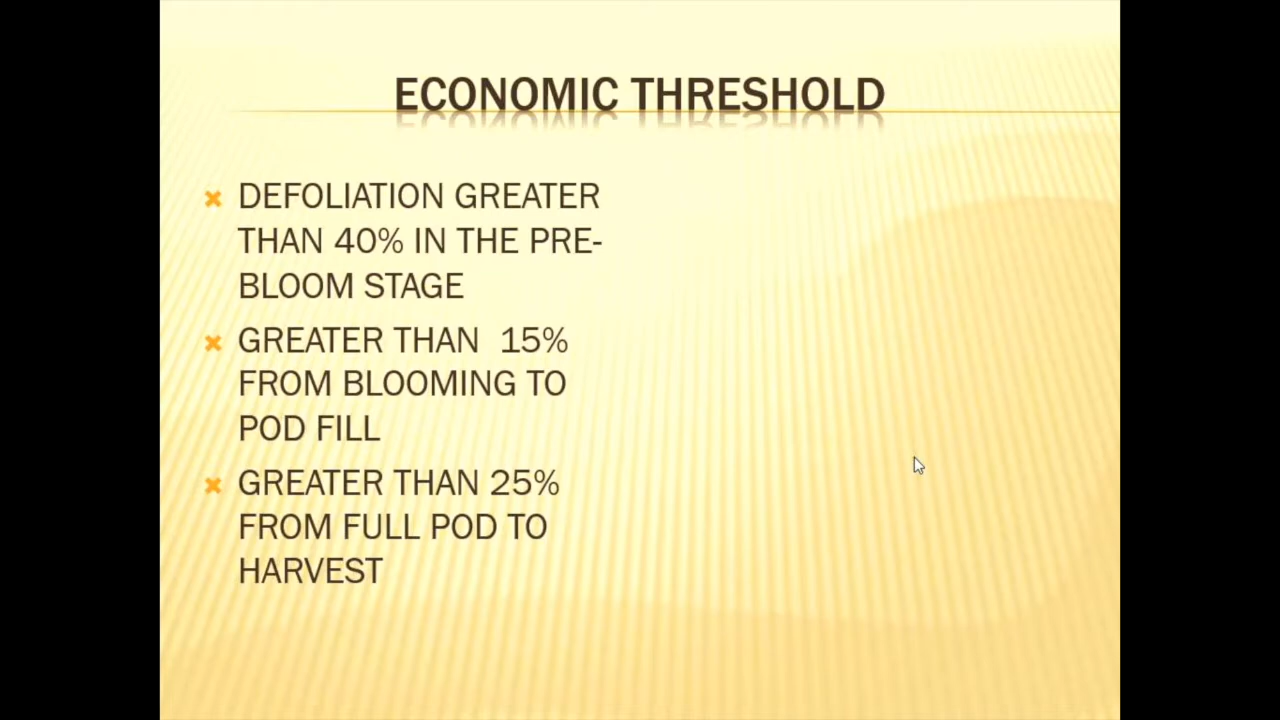 ECONOMIC THRESHOLD
DEFOLIATION GREATER
THAN 40% IN THE PRE-
BLOOM STAGE
GREATER THAN  15%
FROM BLOOMING TO
POD FILL
GREATER THAN 25%
FROM FULL POD TO
HARVEST